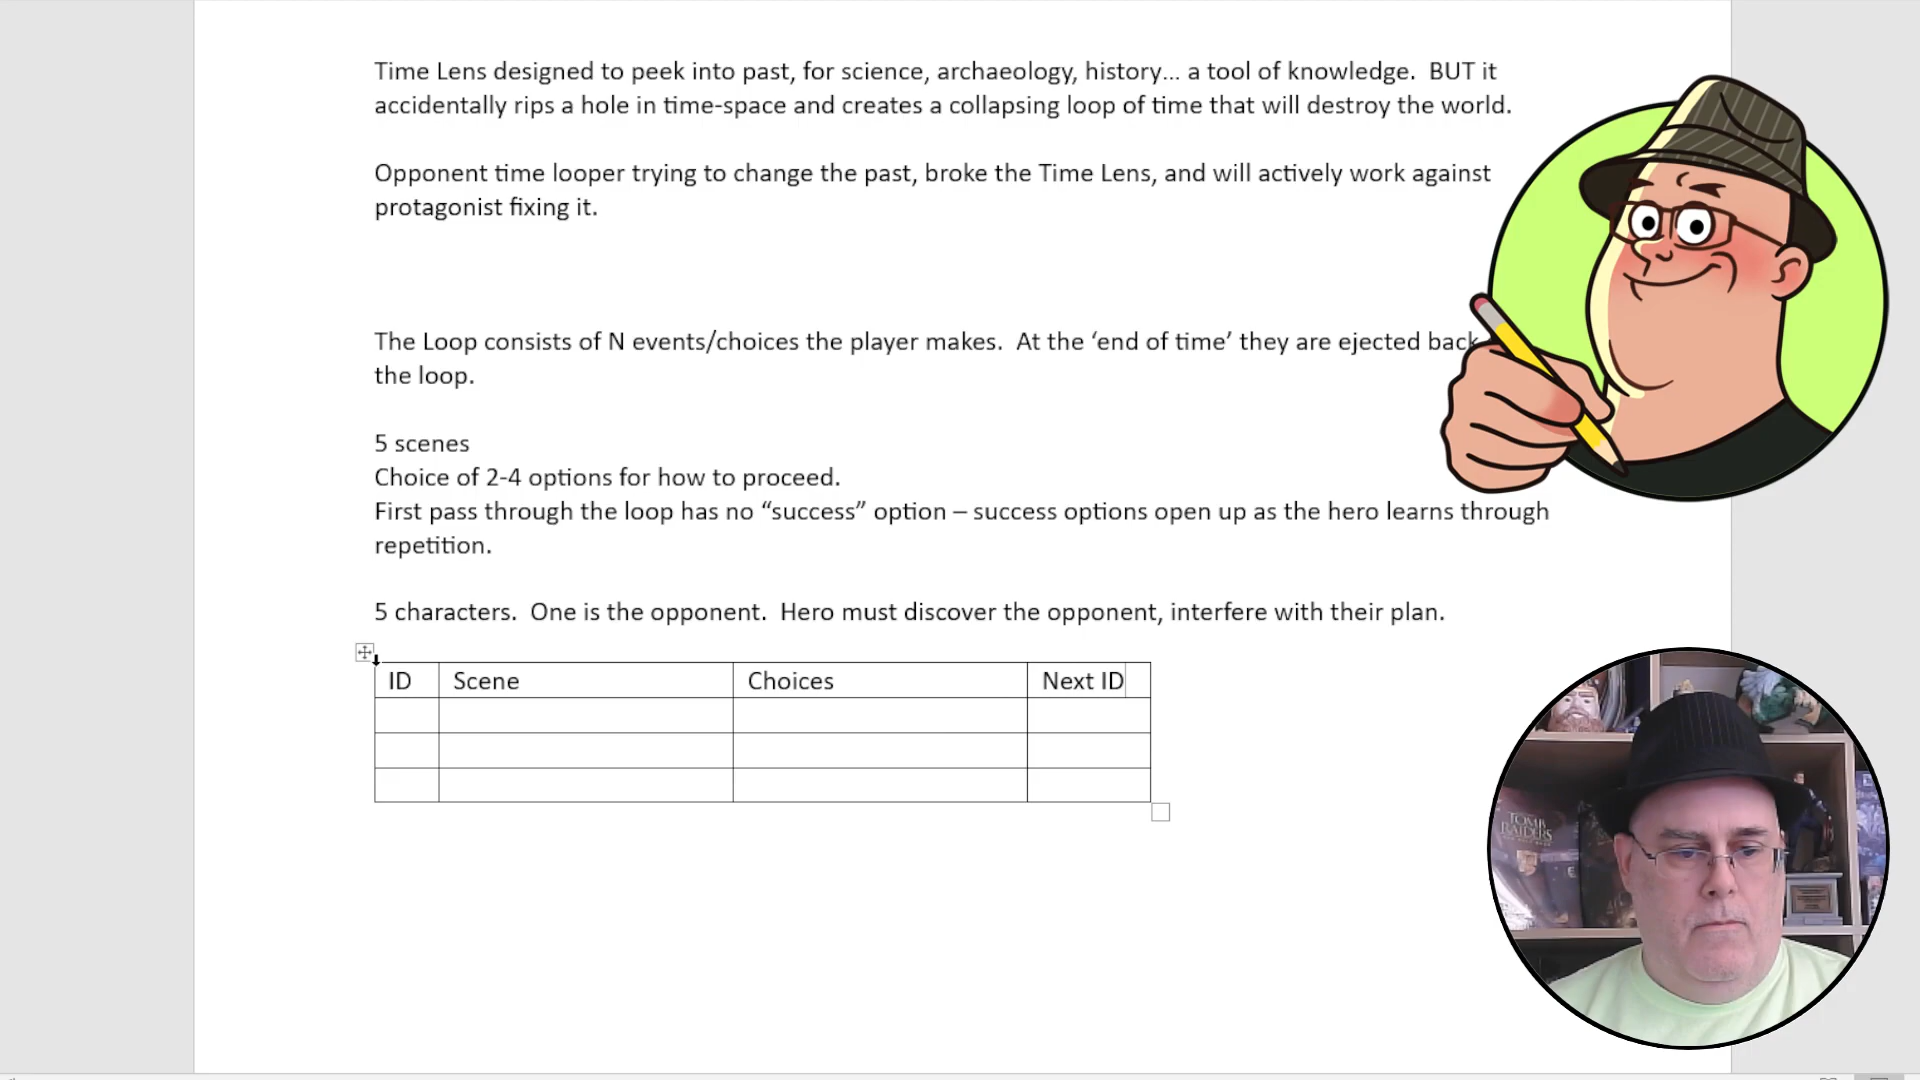 Time Lens designed to peek into past, for science, archaeology, history... a tool of knowledge.  BUT it
accidentally rips a hole in time-space and creates a collapsing loop of time that will destroy the world.
Opponent time looper trying to change the past, broke the Time Lens, and will actively work against
protagonist fixing it.
The Loop consists of N events/choices the player makes.  At the ‘end of time’ they are ejected back
the loop.
5 scenes
Choice of 2-4 options for how to proceed.
First pass through the loop has no “success” option – success options open up as the hero learns through
repetition.
5 characters.  One is the opponent.  Hero must discover the opponent, interfere with their plan.
ID Scene Choices Next ID
TOMB
RAIDERS